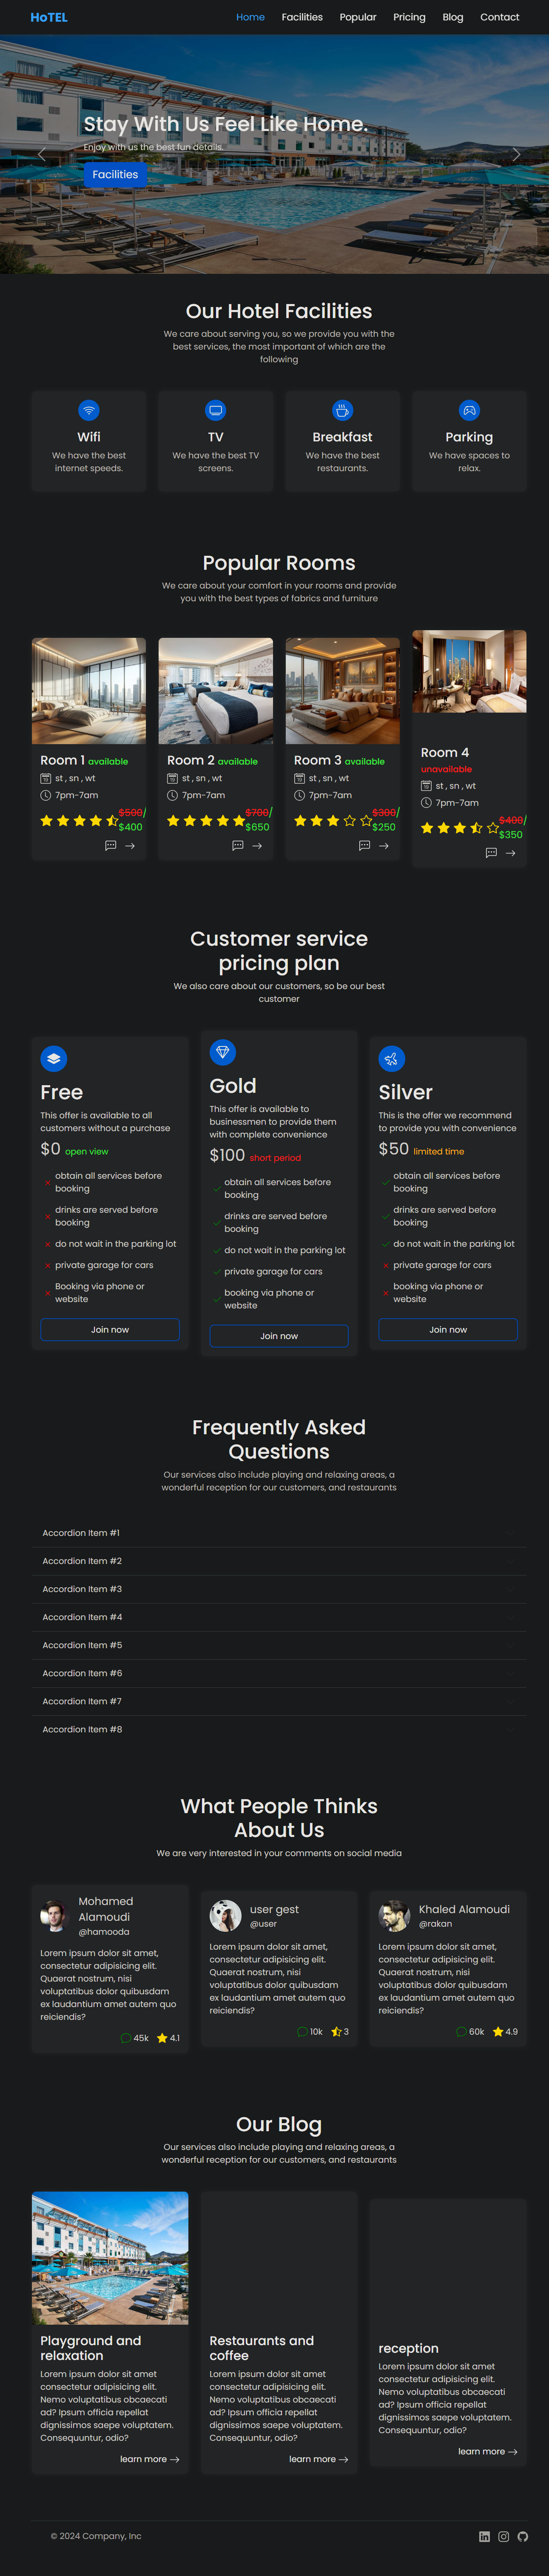 HoTEL
Home Facilities Popular Pricing Blog Contact
Stay With Us Feel Like Home.
Enjoy with us the best fun details.
Facilities
Our Hotel Facilities
We care about serving you, so we provide you with the
best services, the most important of which are the
following
Wifi
We have the best
internet speeds.
TV
We have the best TV
screens.
Breakfast
We have the best
restaurants.
Parking
We have spaces to
relax.
Popular Rooms
We care about your comfort in your rooms and provide
you with the best types of fabrics and furniture
Room 1 available
st , sn , wt
7pm-7am
$500/
$400
Room 2 available
st , sn , wt
7pm-7am
$700/
$650
Room 3 available
st , sn , wt
7pm-7am
$300/
$250
Room 4
unavailable
st , sn , wt
7pm-7am
$400/
$350
Customer service
pricing plan
We also care about our customers, so be our best
customer
Free
This offer is available to all
customers without a purchase
$0 open view
obtain all services before
booking
drinks are served before
booking
do not wait in the parking lot
private garage for cars
Booking via phone or
website
Join now
Gold
This offer is available to
businessmen to provide them
with complete convenience
$100 short period
obtain all services before
booking
drinks are served before
booking
do not wait in the parking lot
private garage for cars
booking via phone or
website
Join now
Silver
This is the offer we recommend
to provide you with convenience
$50 limited time
obtain all services before
booking
drinks are served before
booking
do not wait in the parking lot
private garage for cars
booking via phone or
website
Join now
Frequently Asked
Questions
Our services also include playing and relaxing areas, a
wonderful reception for our customers, and restaurants
Accordion Item #1
Accordion Item #2
Accordion Item #3
Accordion Item #4
Accordion Item #5
Accordion Item #6
Accordion Item #7
Accordion Item #8
What People Thinks
About Us
We are very interested in your comments on social media
Mohamed
Alamoudi
@hamooda
Lorem ipsum dolor sit amet,
consectetur adipisicing elit.
Quaerat nostrum, nisi
voluptatibus dolor quibusdam
ex laudantium amet autem quo
reiciendis?
45k 4.1
user gest
@user
Lorem ipsum dolor sit amet,
consectetur adipisicing elit.
Quaerat nostrum, nisi
voluptatibus dolor quibusdam
ex laudantium amet autem quo
reiciendis?
10k 3
Khaled Alamoudi
@rakan
Lorem ipsum dolor sit amet,
consectetur adipisicing elit.
Quaerat nostrum, nisi
voluptatibus dolor quibusdam
ex laudantium amet autem quo
reiciendis?
60k 4.9
Our Blog
Our services also include playing and relaxing areas, a
wonderful reception for our customers, and restaurants
Playground and
relaxation
Lorem ipsum dolor sit amet
consectetur adipisicing elit.
Nemo voluptatibus obcaecati
ad? Ipsum officia repellat
dignissimos saepe voluptatem.
Consequuntur, odio?
learn more
Restaurants and
coffee
Lorem ipsum dolor sit amet
consectetur adipisicing elit.
Nemo voluptatibus obcaecati
ad? Ipsum officia repellat
dignissimos saepe voluptatem.
Consequuntur, odio?
learn more
reception
Lorem ipsum dolor sit amet
consectetur adipisicing elit.
Nemo voluptatibus obcaecati
ad? Ipsum officia repellat
dignissimos saepe voluptatem.
Consequuntur, odio?
learn more
© 2024 Company, Inc